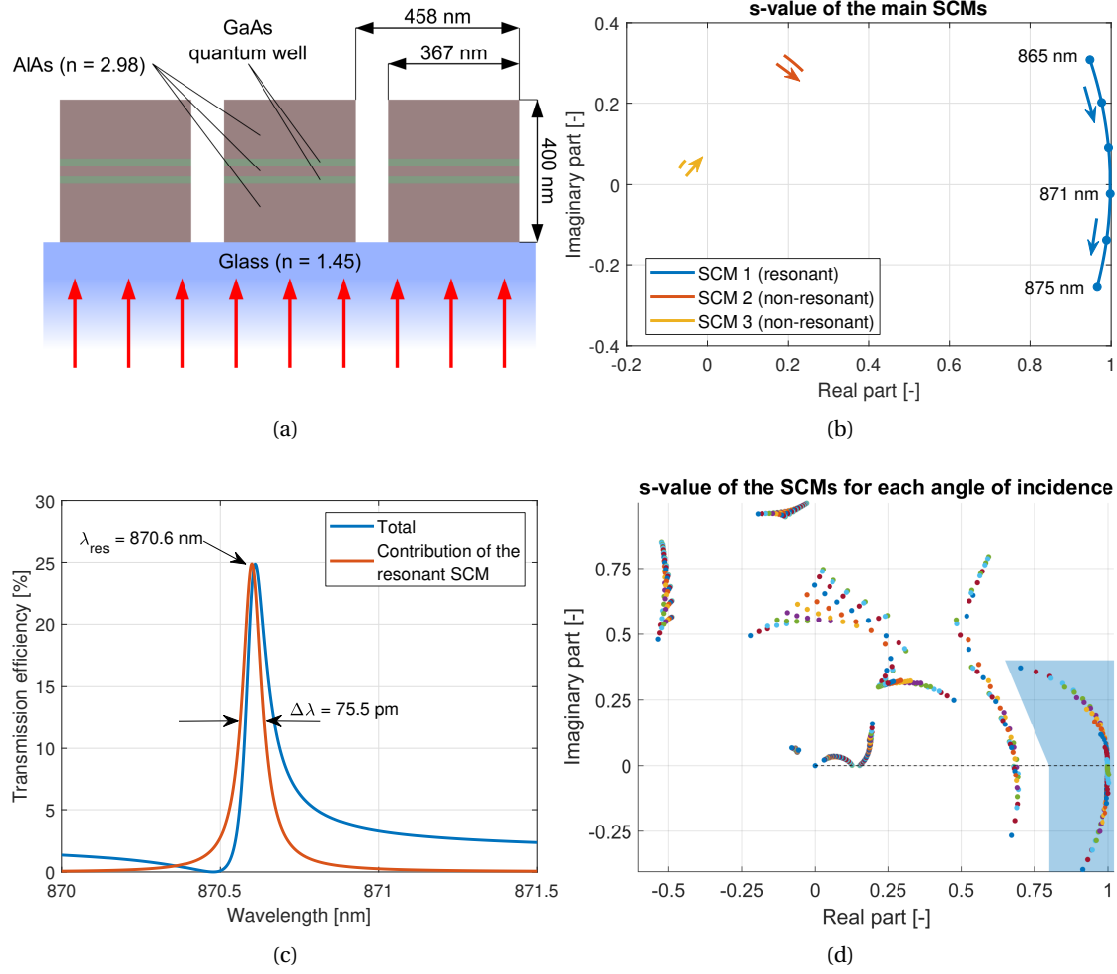 458 nm
GaAs
quantum well
367 nm
AlAs (n = 2.98)
400 nm
Glass (n = 1.45)
(a)
s-value of the main SCMs
0.4
0.2
0
-0.2
-0.4
Imaginary part [-]
865 nm
871 nm
875 nm
SCM 1 (resonant)
SCM 2 (non-resonant)
SCM 3 (non-resonant)
-0.2 0 0.2 0.4 0.6 0.8 1
Real part [-]
(b)
30
25
20
15
10
5
0
Transmission efficiency [%]
λres = 870.6 nm
Total
Contribution of the
resonant SCM
Δλ = 75.5 pm
870 870.5 871 871.5
Wavelength [nm]
(c)
s-value of the SCMs for each angle of incidence
0.75
0.5
0.25
0
-0.25
Imaginary part [-]
-0.5 -0.25 0 0.25 0.5 0.75 1
Real part [-]
(d)